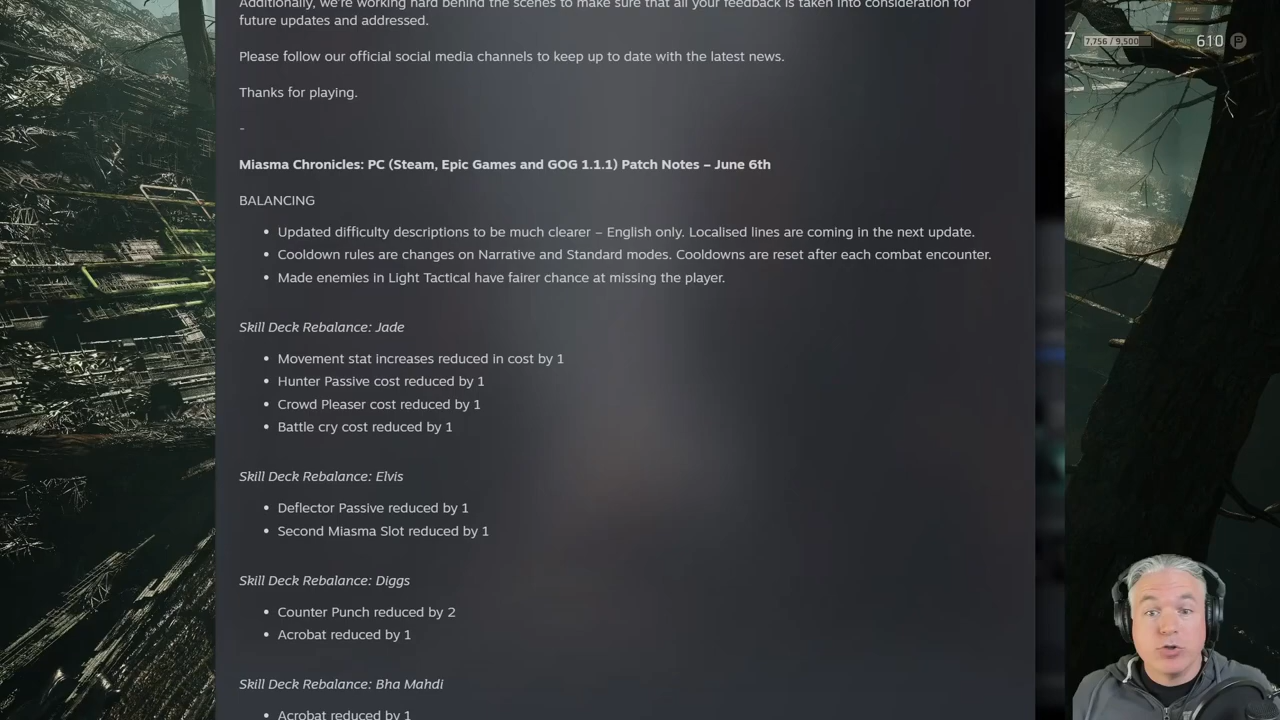 Additionally, we're working hard behind the scenes to make sure that all your feedback is taken into consideration for
future updates and addressed.
Please follow our official social media channels to keep up to date with the latest news.
Thanks for playing.
-
Miasma Chronicles: PC (Steam, Epic Games and GOG 1.1.1) Patch Notes – June 6th
BALANCING
• Updated difficulty descriptions to be much clearer – English only. Localised lines are coming in the next update.
• Cooldown rules are changes on Narrative and Standard modes. Cooldowns are reset after each combat encounter.
• Made enemies in Light Tactical have fairer chance at missing the player.
Skill Deck Rebalance: Jade
• Movement stat increases reduced in cost by 1
• Hunter Passive cost reduced by 1
• Crowd Pleaser cost reduced by 1
• Battle cry cost reduced by 1
Skill Deck Rebalance: Elvis
• Deflector Passive reduced by 1
• Second Miasma Slot reduced by 1
Skill Deck Rebalance: Diggs
• Counter Punch reduced by 2
• Acrobat reduced by 1
Skill Deck Rebalance: Bha Mahdi
• Acrobat reduced by 1
7 7,756 / 9,500 610